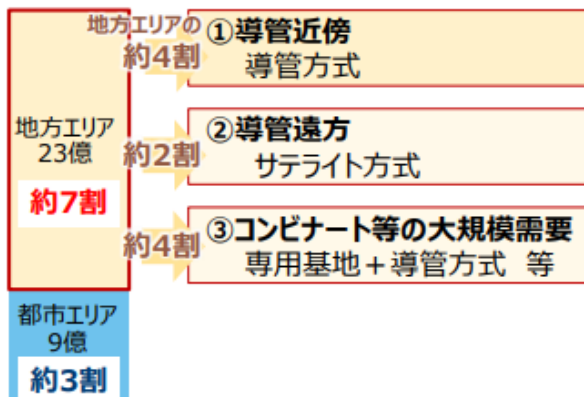 地方エリアの
約4割
①導管近傍
導管方式
地方エリア
23億
約7割
約2割
②導管遠方
サテライト方式
約4割
③コンビナート等の大規模需要
専用基地＋導管方式 等
都市エリア
9億
約3割